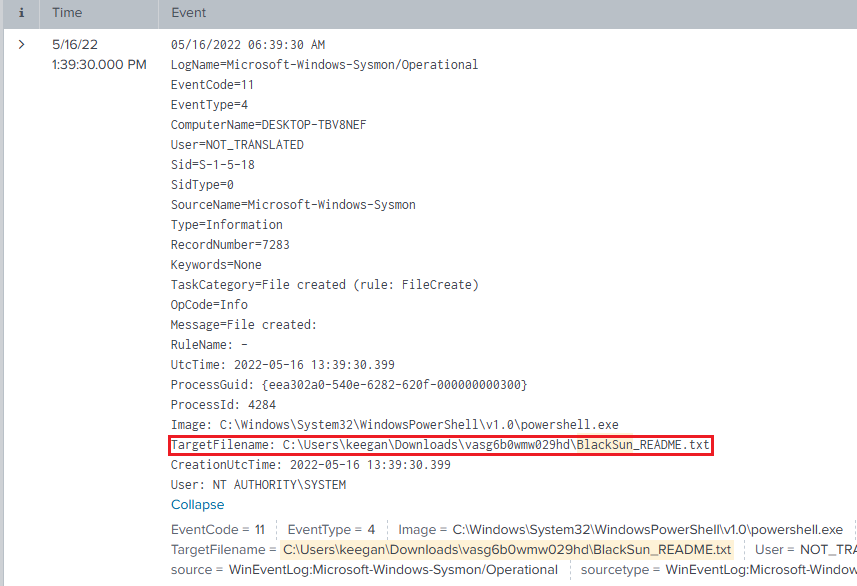 i Time Event
> 5/16/22 05/16/2022 06:39:30 AM
1:39:30.000 PM LogName=Microsoft-Windows-Sysmon/Operational
EventCode=11
EventType=4
ComputerName=DESKTOP-TBV8NEF
User=NOT_TRANSLATED
Sid=S-1-5-18
SidType=0
SourceName=Microsoft-Windows-Sysmon
Type=Information
RecordNumber=7283
Keywords=None
TaskCategory=File created (rule: FileCreate)
OpCode=Info
Message=File created:
RuleName: -
UtcTime: 2022-05-16 13:39:30.399
ProcessGuid: {eea302a0-540e-6282-620f-000000000300}
ProcessId: 4284
Image: C:\Windows\System32\WindowsPowerShell\v1.0\powershell.exe
TargetFilename: C:\Users\keegan\Downloads\vasg6b0wmw029hd\BlackSun_README.txt
CreationUtcTime: 2022-05-16 13:39:30.399
User: NT AUTHORITY\SYSTEM
Collapse
EventCode = 11 EventType = 4 Image = C:\Windows\System32\WindowsPowerShell\v1.0\powershell.exe
TargetFilename = C:\Users\keegan\Downloads\vasg6b0wmw029hd\BlackSun_README.txt User = NOT_TRA
source = WinEventLog:Microsoft-Windows-Sysmon/Operational sourcetype = WinEventLog:Microsoft-Window